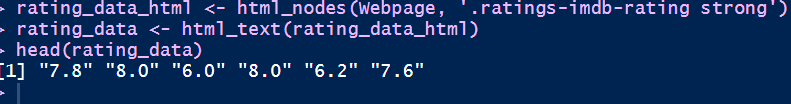 > rating_data_html <- html_nodes(Webpage, '.ratings-imdb-rating strong')
> rating_data <- html_text(rating_data_html)
> head(rating_data)
[1] "7.8" "8.0" "6.0" "8.0" "6.2" "7.6"
>